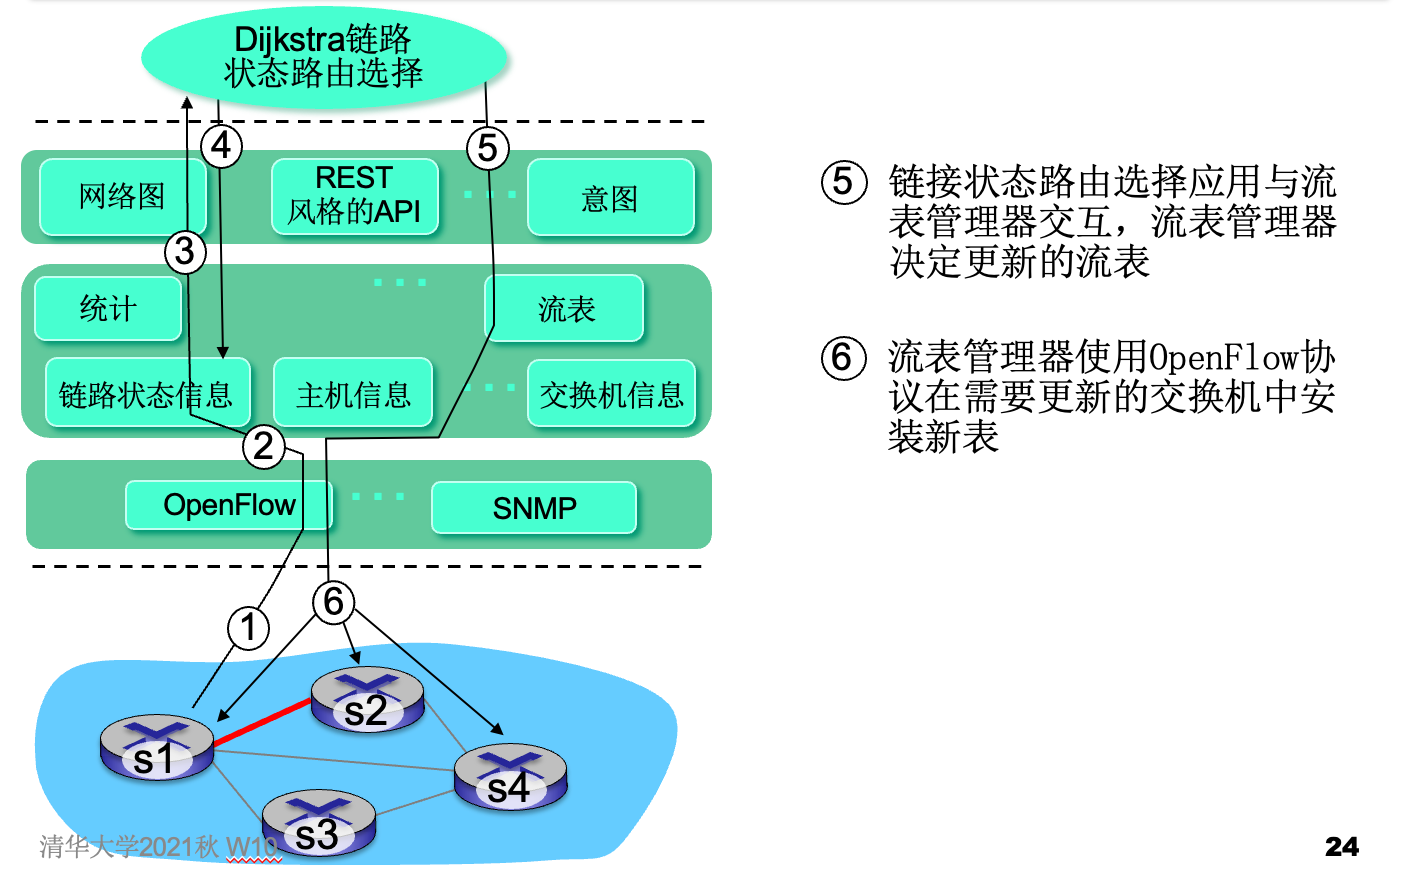 Dijkstra链路
状态路由选择
4
5
网络图
REST
风格的API
...
意图
3
统计
...
流表
链路状态信息
主机信息
...
交换机信息
2
OpenFlow
...
SNMP
1
6
s2
s1
s4
s3
5 链接状态路由选择应用与流
表管理器交互，流表管理器
决定更新的流表
6 流表管理器使用OpenFlow协
议在需要更新的交换机中安
装新表
清华大学2021秋 W10
24